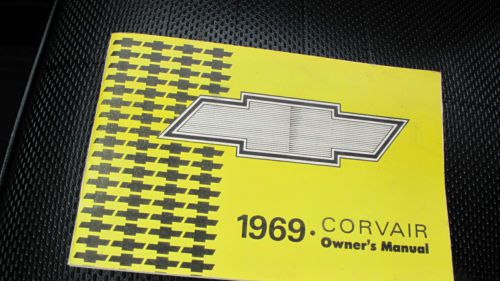 1969. CORVAIR
Owner's Manual